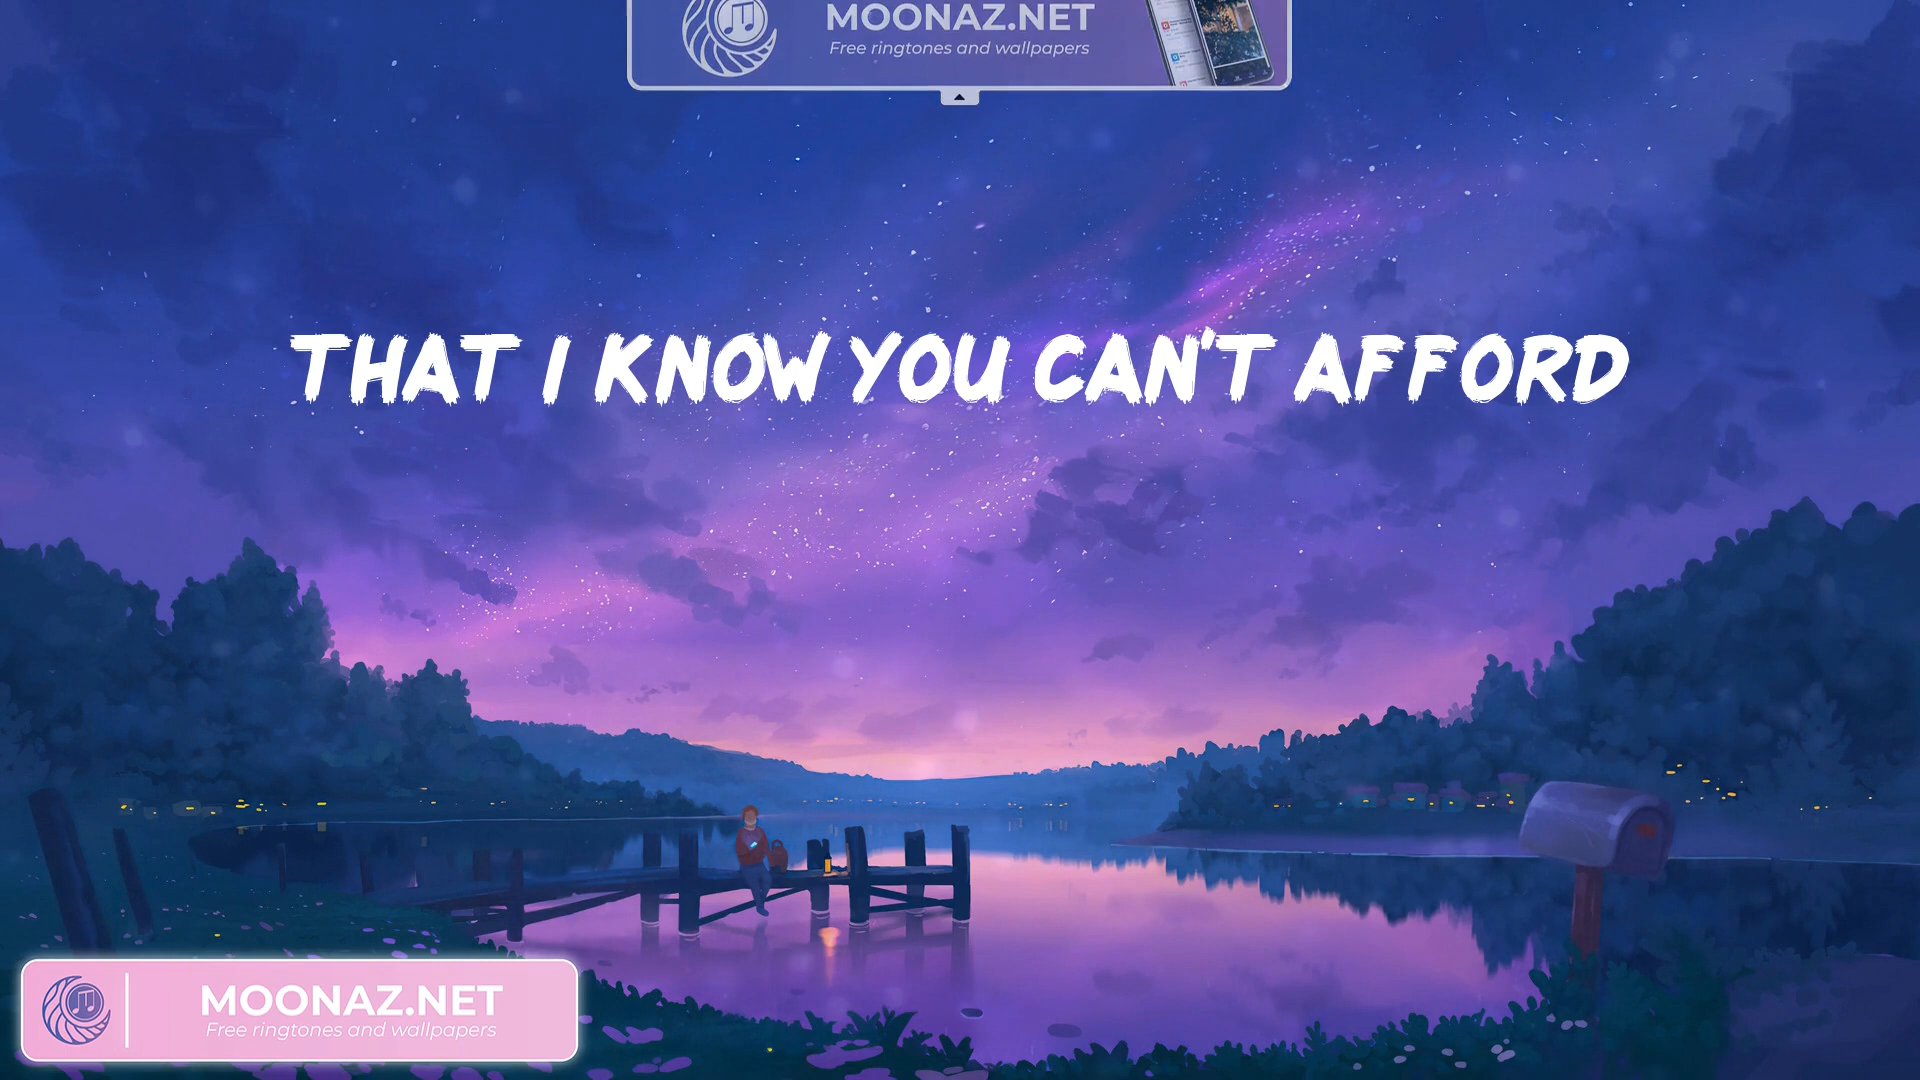 MOONAZ.NET
Free ringtones and wallpapers
THAT I KNOW YOU CAN'T AFFORD
MOONAZ.NET
Free ringtones and wallpapers